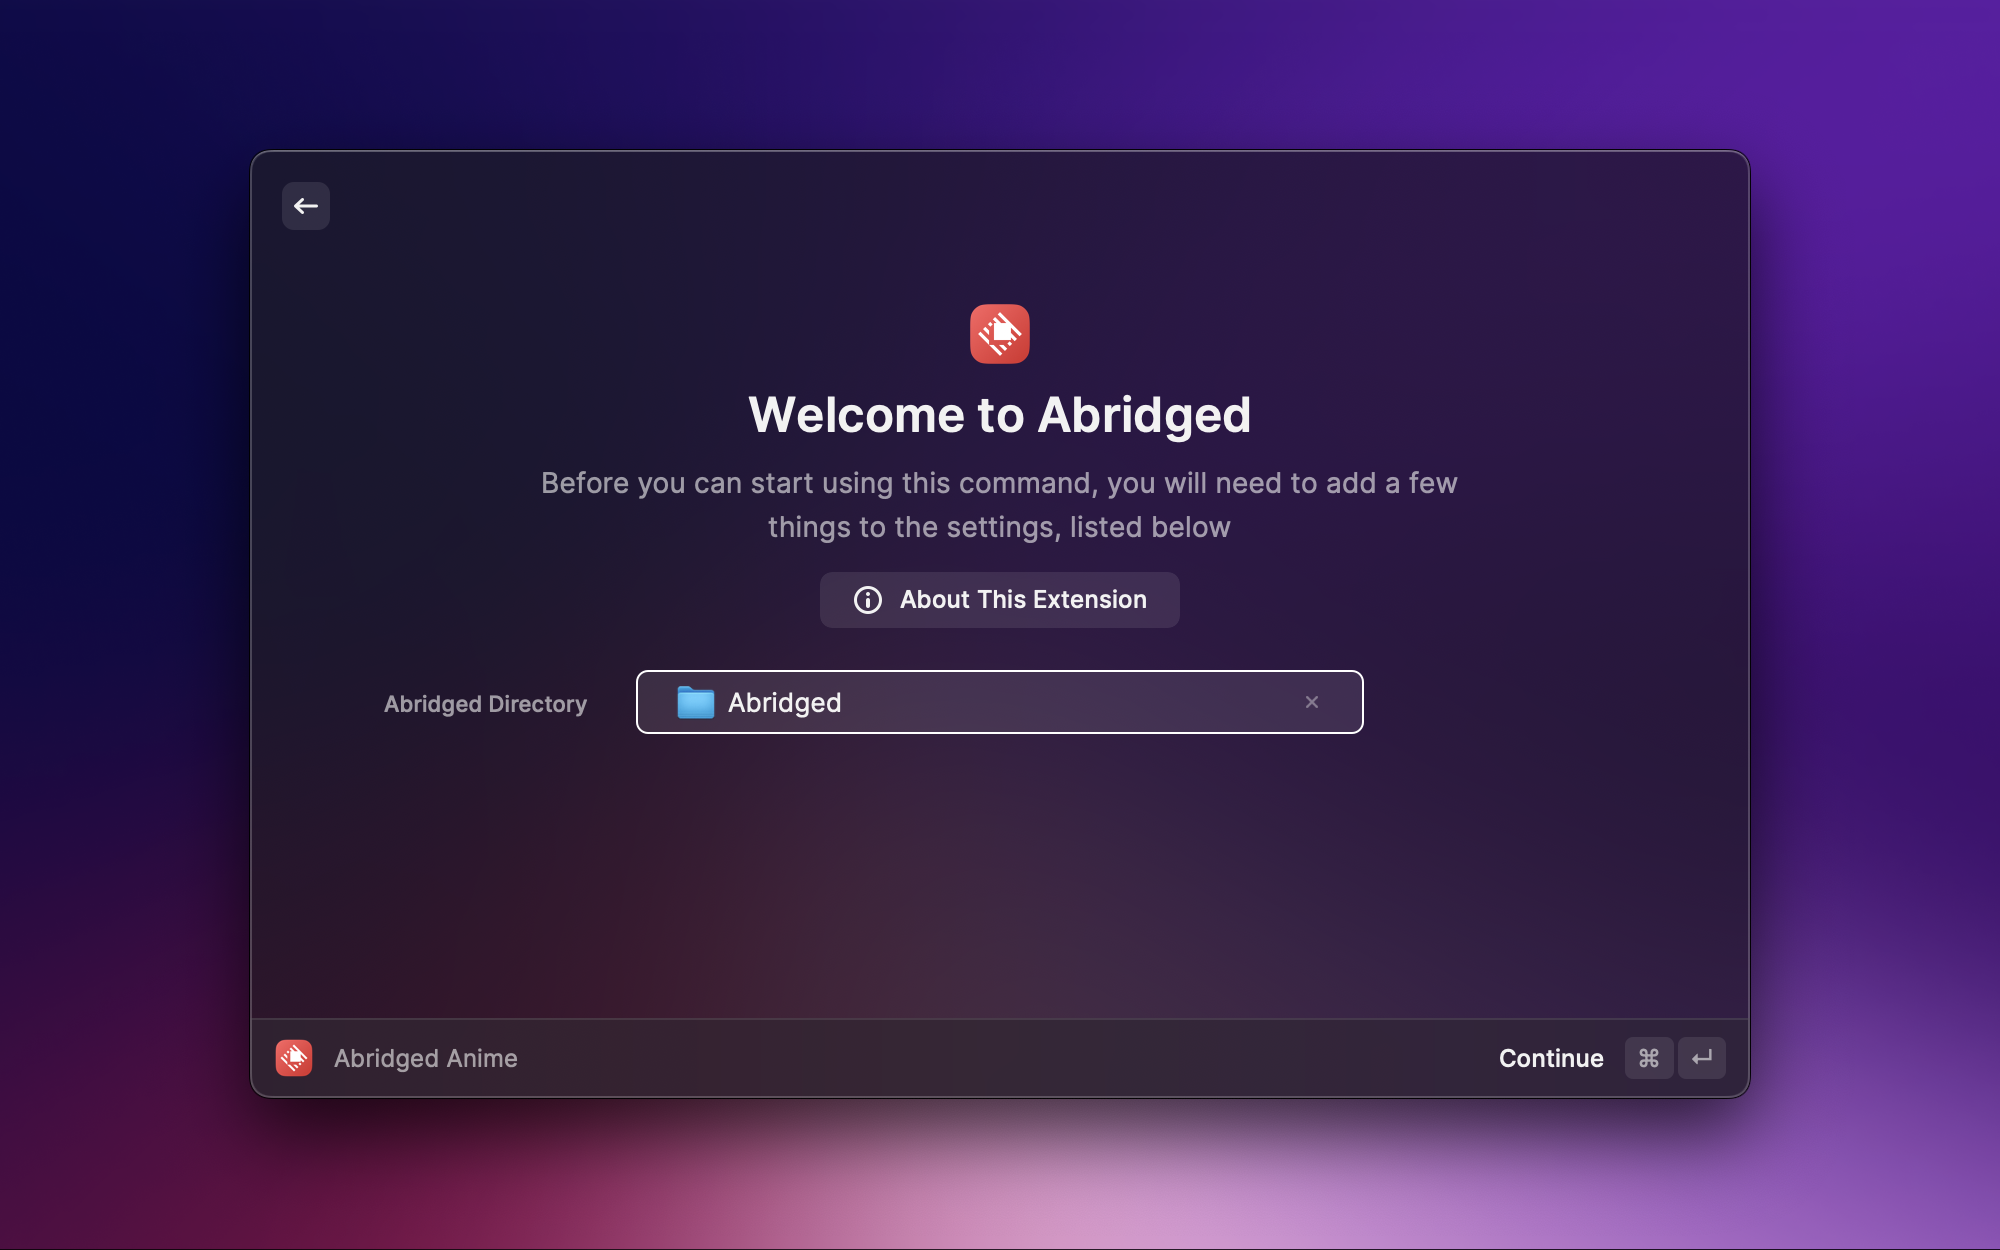 Welcome to Abridged
Before you can start using this command, you will need to add a few
things to the settings, listed below
About This Extension
Abridged Directory
Abridged
Abridged Anime
Continue ⌘ ↵